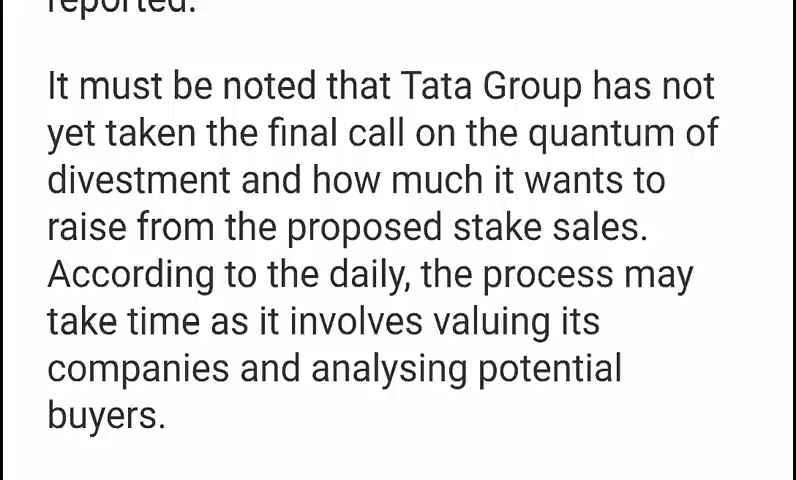 reported.
It must be noted that Tata Group has not
yet taken the final call on the quantum of
divestment and how much it wants to
raise from the proposed stake sales.
According to the daily, the process may
take time as it involves valuing its
companies and analysing potential
buyers.